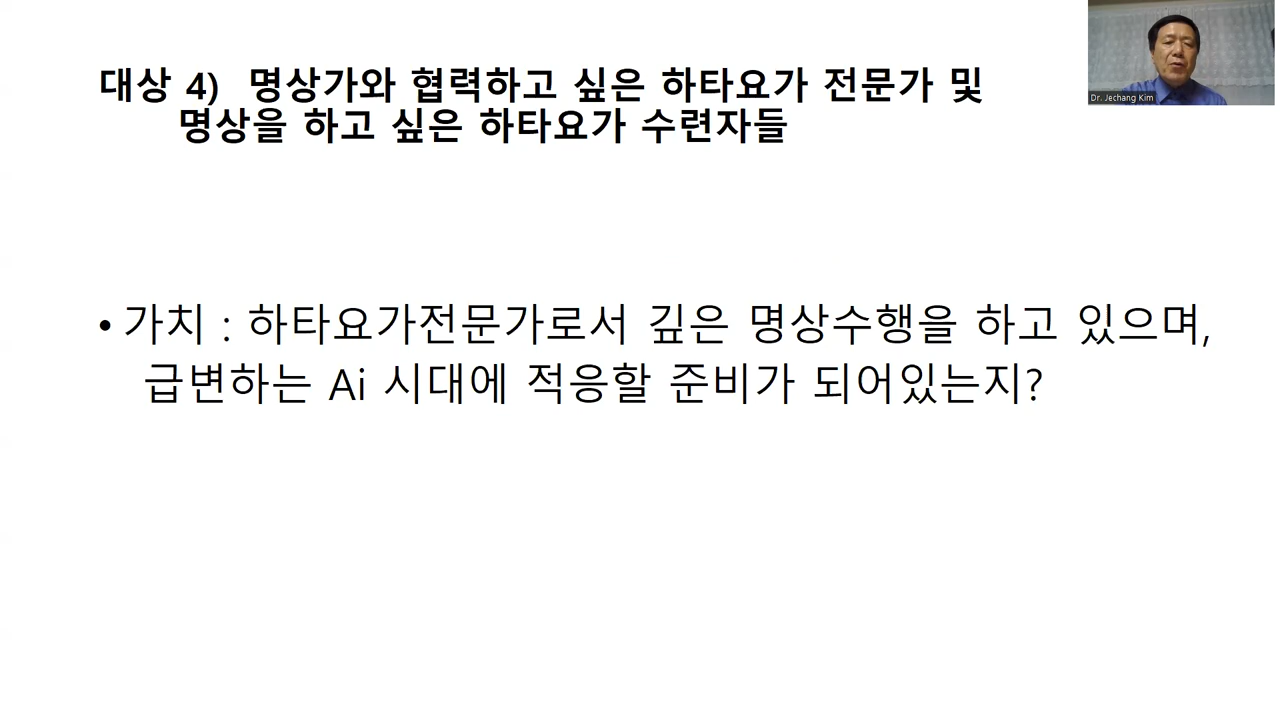 대상 4) 명상가와 협력하고 싶은 하타요가 전문가 및
명상을 하고 싶은 하타요가 수련자들
• 가치 : 하타요가전문가로서 깊은 명상수행을 하고 있으며,
급변하는 Ai 시대에 적응할 준비가 되어있는지?
Dr. Jechang Kim